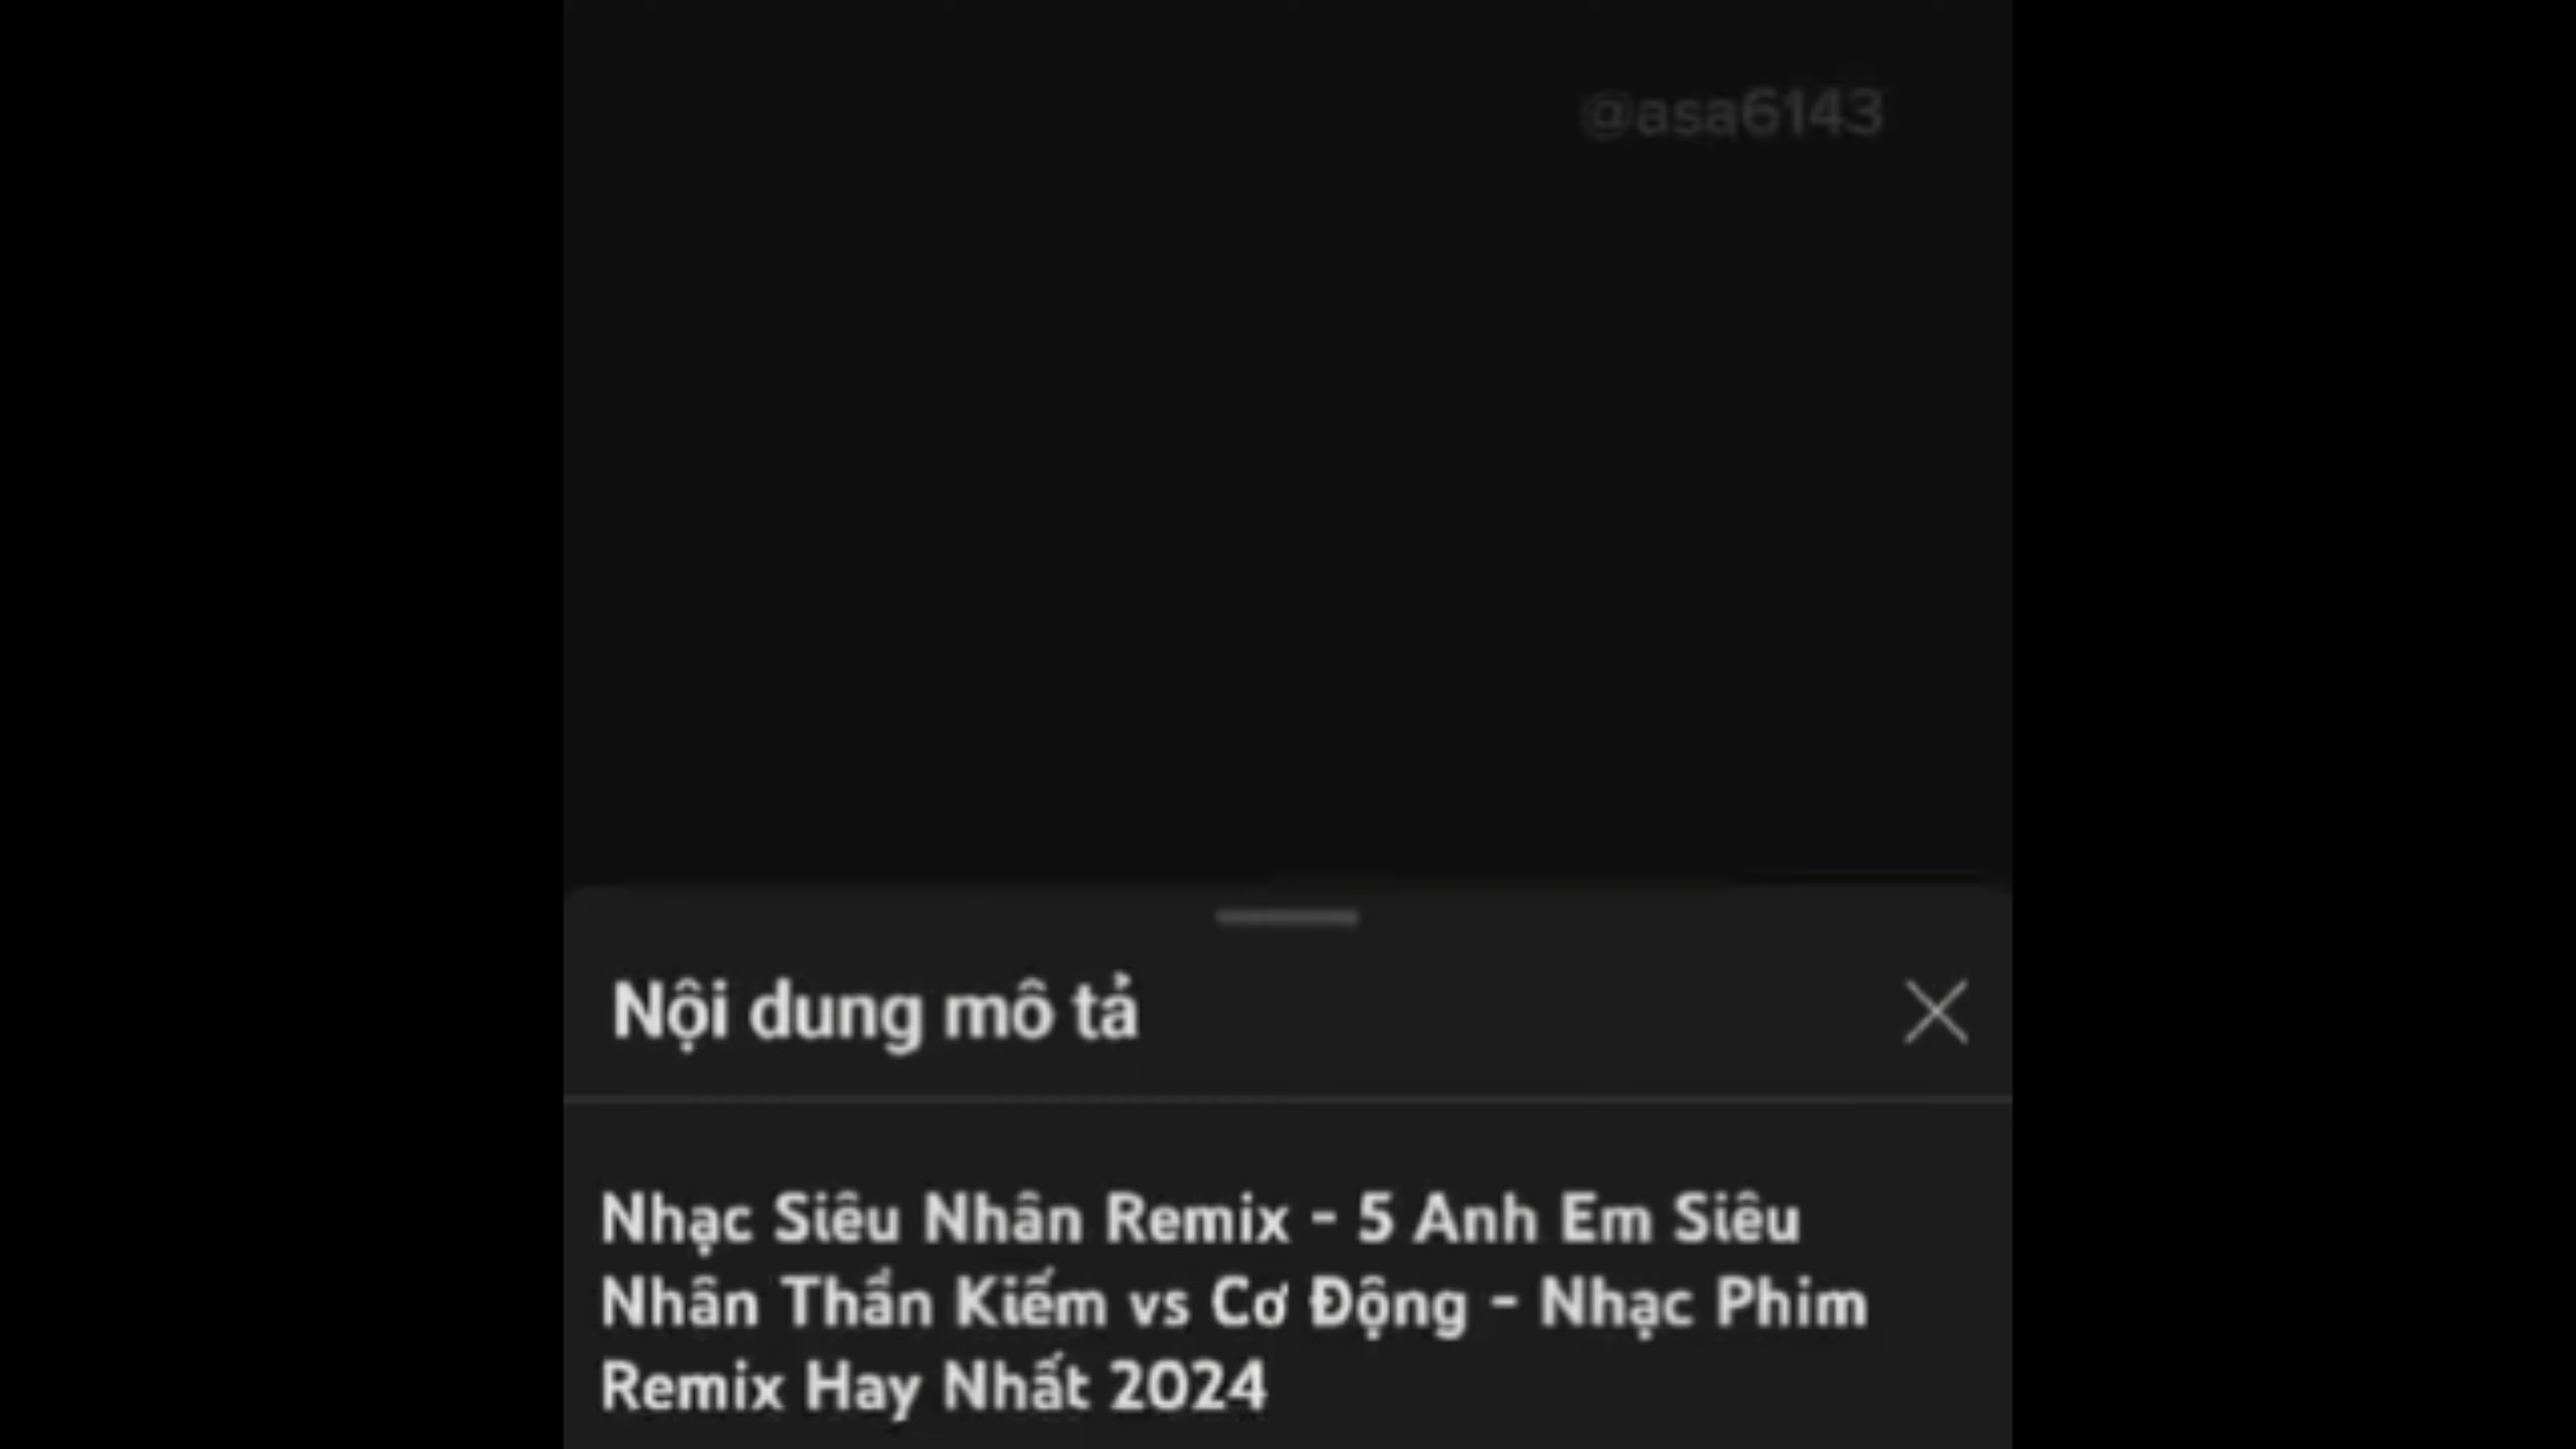 @asa6143
Nội dung mô tả
Nhạc Siêu Nhân Remix - 5 Anh Em Siêu
Nhân Thần Kiếm vs Cơ Động - Nhạc Phim
Remix Hay Nhất 2024